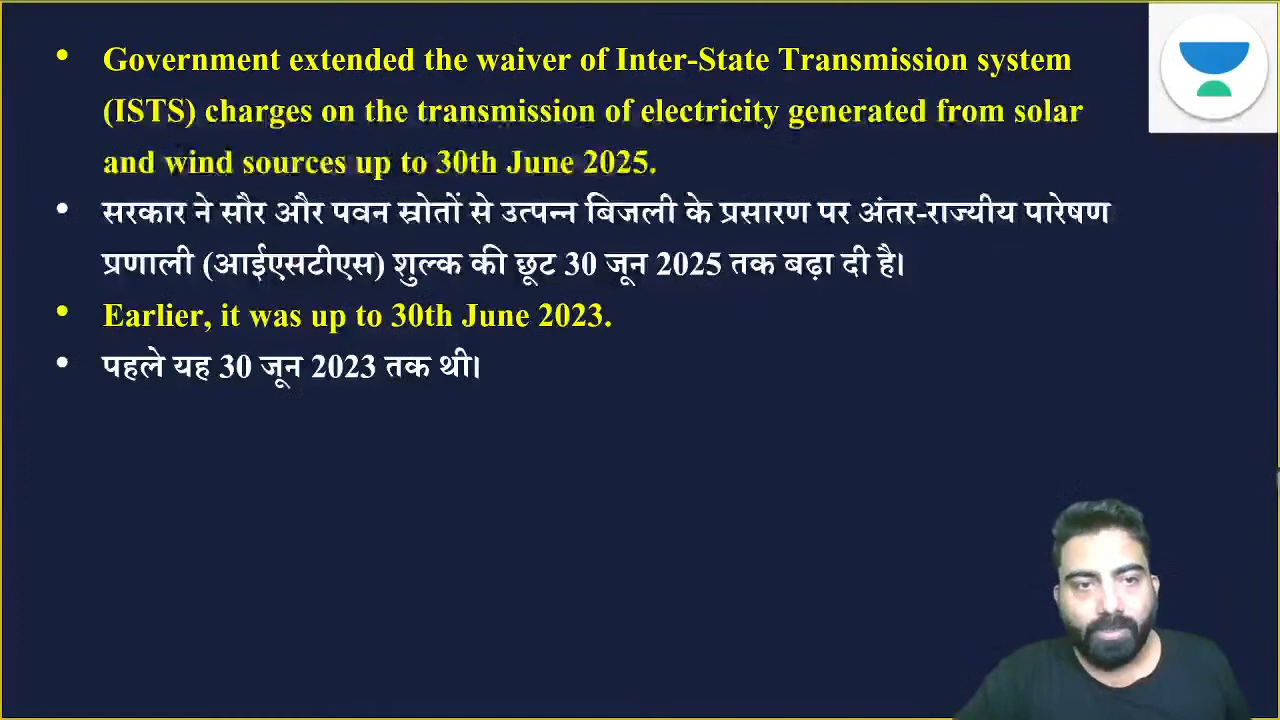 • Government extended the waiver of Inter-State Transmission system
(ISTS) charges on the transmission of electricity generated from solar
and wind sources up to 30th June 2025.
• सरकार ने सौर और पवन स्रोतों से उत्पन्न बिजली के प्रसारण पर अंतर-राज्यीय पारेषण
प्रणाली (आईएसटीएस) शुल्क की छूट 30 जून 2025 तक बढ़ा दी है।
• Earlier, it was up to 30th June 2023.
• पहले यह 30 जून 2023 तक थी।